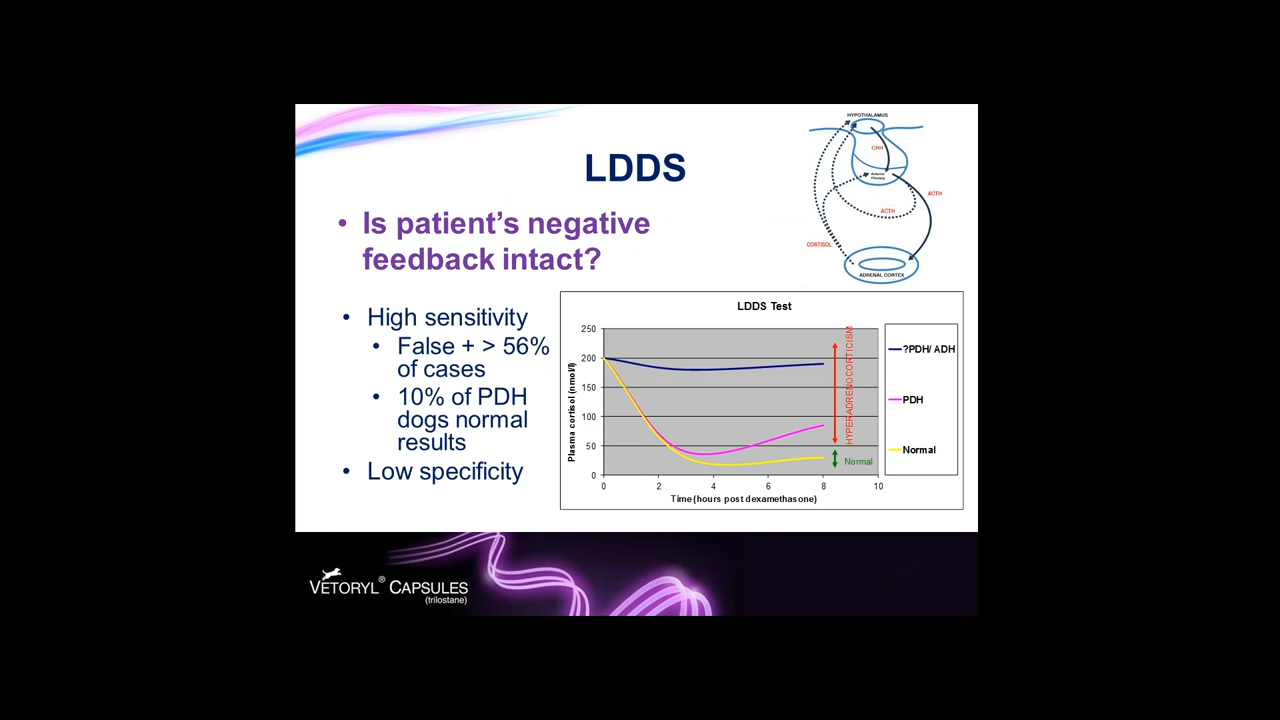 LDDS
• Is patient's negative
feedback intact?
• High sensitivity
• False + > 56%
of cases
• 10% of PDH
dogs normal
results
• Low specificity
HYPOTHALAMUS
CRH
Anterior
Pituitary
ACTH
ACTH
CORTISOL
ADRENAL CORTEX
LDDS Test
Plasma cortisol (nmol/l)
250
200
150
100
50
0
0 2 4 6 8 10
Time (hours post dexamethasone)
HYPERADRENOCORTICISM
Normal
?PDH/ ADH
PDH
Normal
VETORYL® CAPSULES
(trilostane)